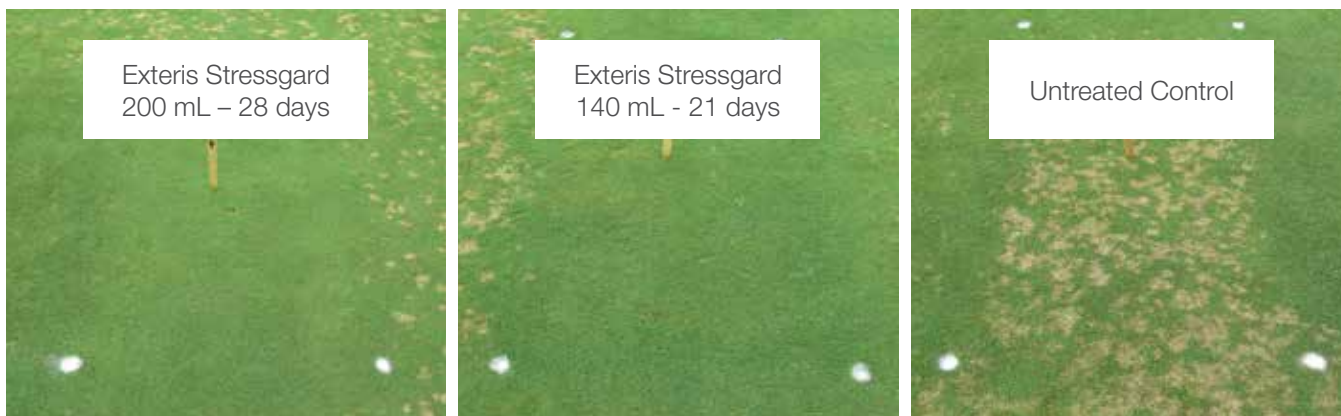 Exteris Stressgard
200 mL – 28 days
Exteris Stressgard
140 mL - 21 days
Untreated Control